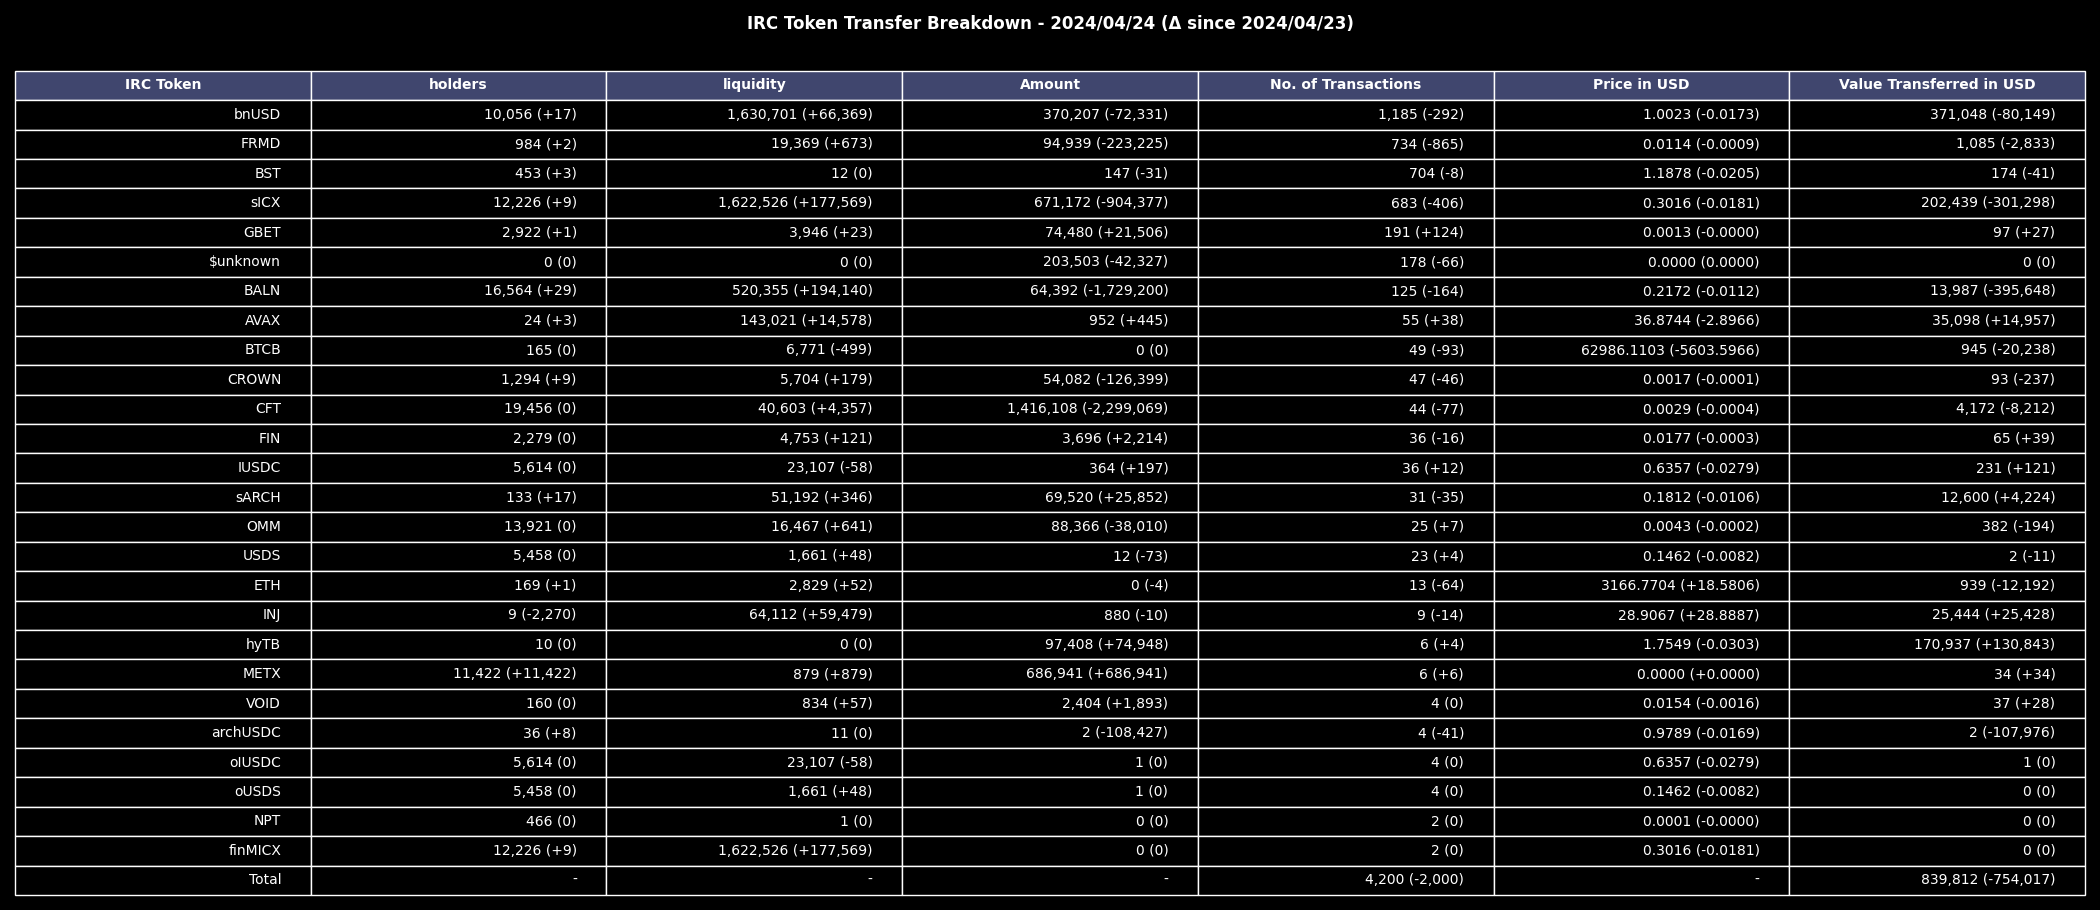 IRC Token Transfer Breakdown - 2024/04/24 (Δ since 2024/04/23)
IRC Token holders liquidity Amount No. of Transactions Price in USD Value Transferred in USD
bnUSD 10,056 (+17) 1,630,701 (+66,369) 370,207 (-72,331) 1,185 (-292) 1.0023 (-0.0173) 371,048 (-80,149)
FRMD 984 (+2) 19,369 (+673) 94,939 (-223,225) 734 (-865) 0.0114 (-0.0009) 1,085 (-2,833)
BST 453 (+3) 12 (0) 147 (-31) 704 (-8) 1.1878 (-0.0205) 174 (-41)
sICX 12,226 (+9) 1,622,526 (+177,569) 671,172 (-904,377) 683 (-406) 0.3016 (-0.0181) 202,439 (-301,298)
GBET 2,922 (+1) 3,946 (+23) 74,480 (+21,506) 191 (+124) 0.0013 (-0.0000) 97 (+27)
$unknown 0 (0) 0 (0) 203,503 (-42,327) 178 (-66) 0.0000 (0.0000) 0 (0)
BALN 16,564 (+29) 520,355 (+194,140) 64,392 (-1,729,200) 125 (-164) 0.2172 (-0.0112) 13,987 (-395,648)
AVAX 24 (+3) 143,021 (+14,578) 952 (+445) 55 (+38) 36.8744 (-2.8966) 35,098 (+14,957)
BTCB 165 (0) 6,771 (-499) 0 (0) 49 (-93) 62986.1103 (-5603.5966) 945 (-20,238)
CROWN 1,294 (+9) 5,704 (+179) 54,082 (-126,399) 47 (-46) 0.0017 (-0.0001) 93 (-237)
CFT 19,456 (0) 40,603 (+4,357) 1,416,108 (-2,299,069) 44 (-77) 0.0029 (-0.0004) 4,172 (-8,212)
FIN 2,279 (0) 4,753 (+121) 3,696 (+2,214) 36 (-16) 0.0177 (-0.0003) 65 (+39)
IUSDC 5,614 (0) 23,107 (-58) 364 (+197) 36 (+12) 0.6357 (-0.0279) 231 (+121)
sARCH 133 (+17) 51,192 (+346) 69,520 (+25,852) 31 (-35) 0.1812 (-0.0106) 12,600 (+4,224)
OMM 13,921 (0) 16,467 (+641) 88,366 (-38,010) 25 (+7) 0.0043 (-0.0002) 382 (-194)
USDS 5,458 (0) 1,661 (+48) 12 (-73) 23 (+4) 0.1462 (-0.0082) 2 (-11)
ETH 169 (+1) 2,829 (+52) 0 (-4) 13 (-64) 3166.7704 (+18.5806) 939 (-12,192)
INJ 9 (-2,270) 64,112 (+59,479) 880 (-10) 9 (-14) 28.9067 (+28.8887) 25,444 (+25,428)
hyTB 10 (0) 0 (0) 97,408 (+74,948) 6 (+4) 1.7549 (-0.0303) 170,937 (+130,843)
METX 11,422 (+11,422) 879 (+879) 686,941 (+686,941) 6 (+6) 0.0000 (+0.0000) 34 (+34)
VOID 160 (0) 834 (+57) 2,404 (+1,893) 4 (0) 0.0154 (-0.0016) 37 (+28)
archUSDC 36 (+8) 11 (0) 2 (-108,427) 4 (-41) 0.9789 (-0.0169) 2 (-107,976)
oIUSDC 5,614 (0) 23,107 (-58) 1 (0) 4 (0) 0.6357 (-0.0279) 1 (0)
oUSDS 5,458 (0) 1,661 (+48) 1 (0) 4 (0) 0.1462 (-0.0082) 0 (0)
NPT 466 (0) 1 (0) 0 (0) 2 (0) 0.0001 (-0.0000) 0 (0)
finMICX 12,226 (+9) 1,622,526 (+177,569) 0 (0) 2 (0) 0.3016 (-0.0181) 0 (0)
Total - - - 4,200 (-2,000) - 839,812 (-754,017)